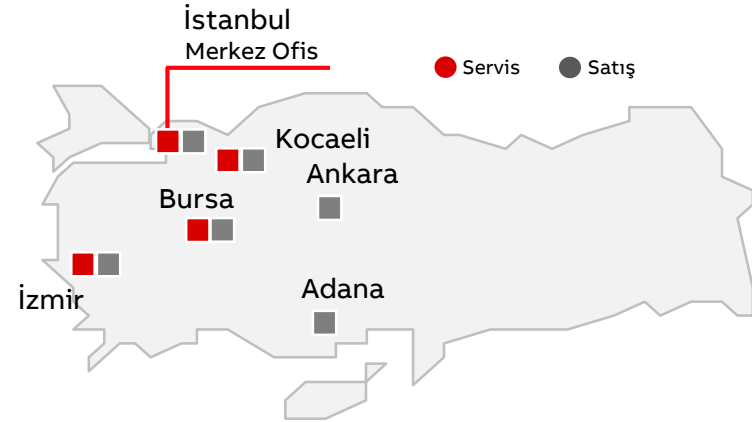 İstanbul
Merkez Ofis
Servis
Satış
Kocaeli
Ankara
Bursa
İzmir
Adana